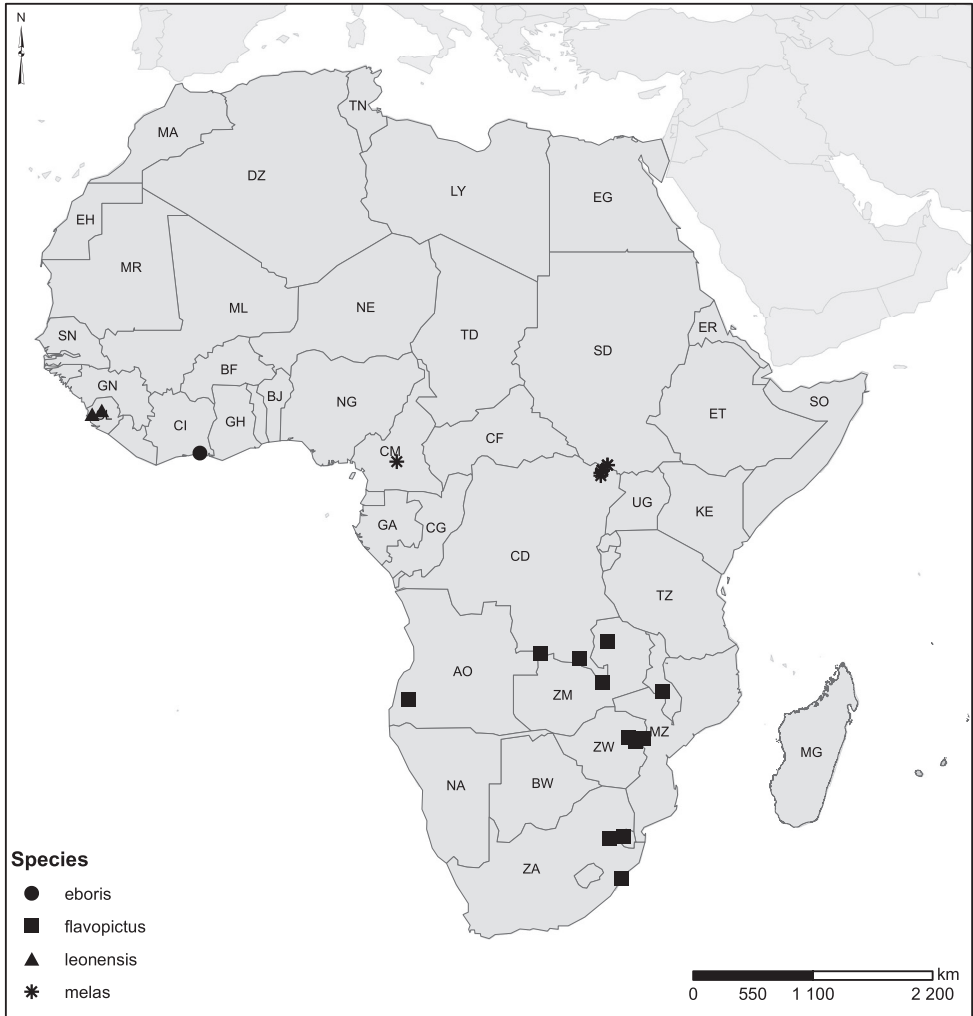 N
TN
MA
DZ
LY
EG
EH
MR
ML
NE
TD
SD
ER
SN
BF
GN
BJ
NG
ET
SO
CI
GH
CF
CM
UG
KE
GA
CG
CD
TZ
AO
ZM
MZ
ZW
MG
NA
BW
ZA
Species
eboris
flavopictus
leonensis
melas
km
0 550 1 100 2 200